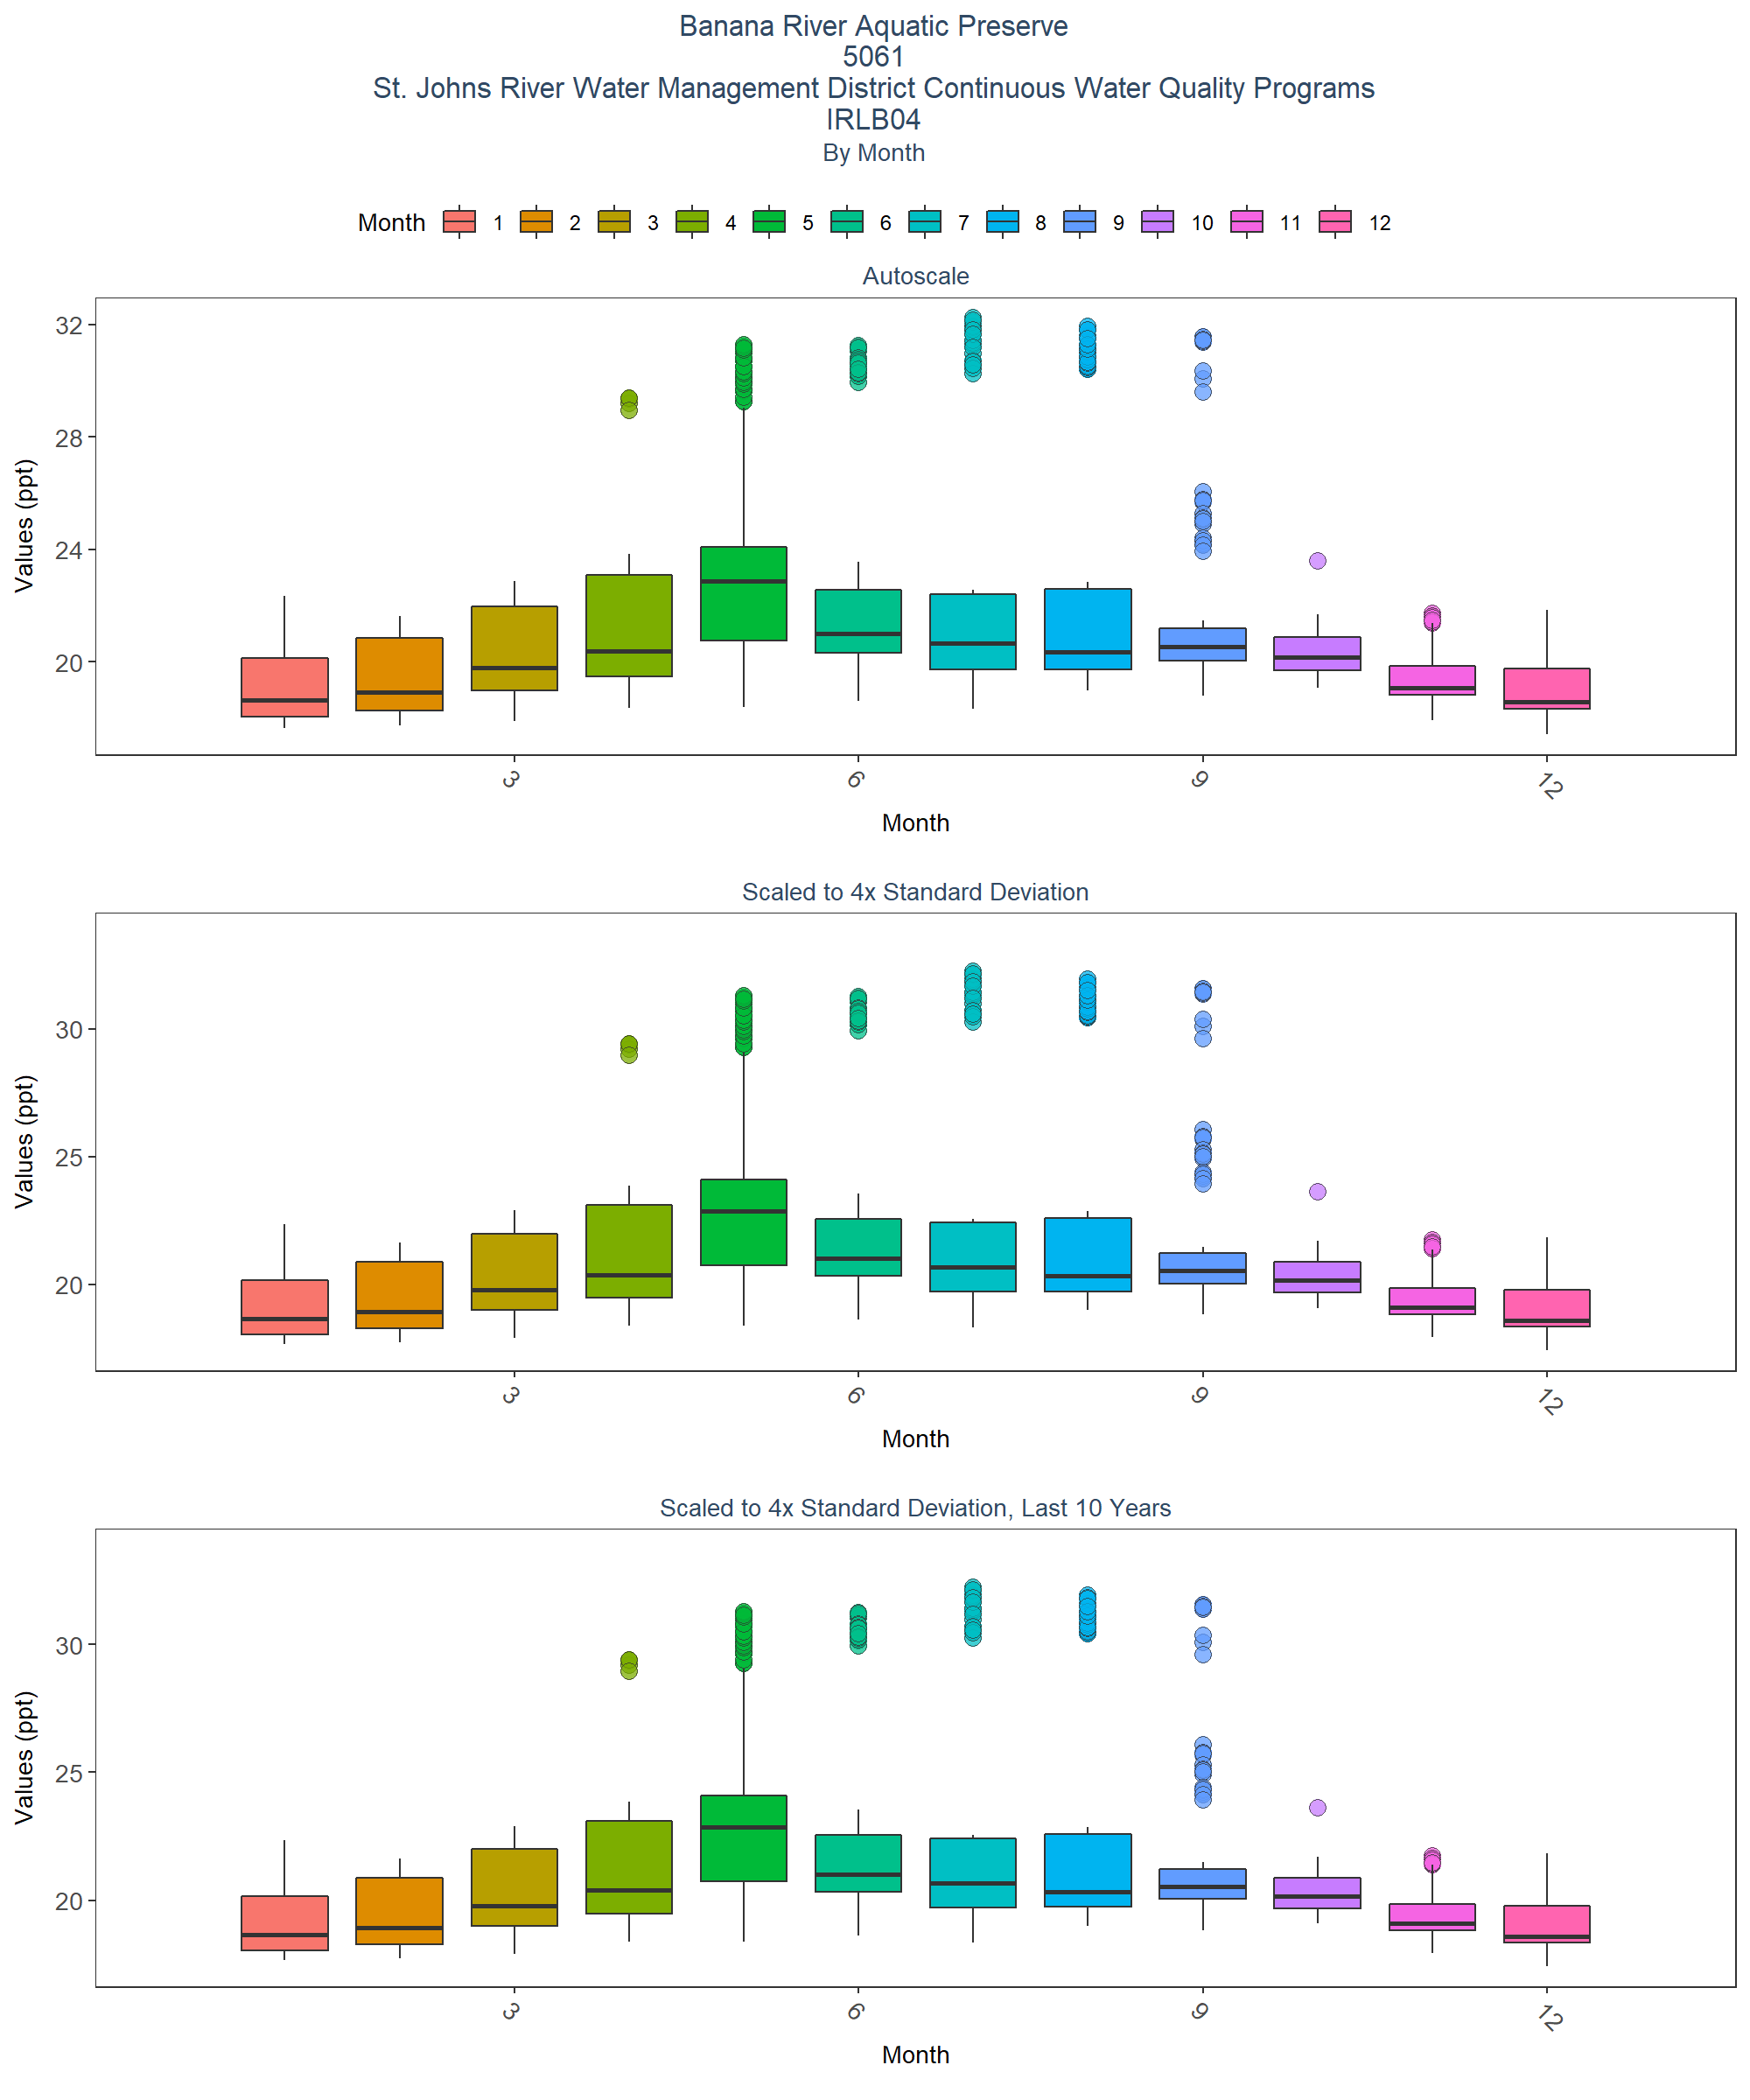 Banana River Aquatic Preserve
5061
St. Johns River Water Management District Continuous Water Quality Programs
IRLB04
By Month
Month 1 2 3 4 5 6 7 8 9 10 11 12
Autoscale
Values (ppt)
32
28
24
20
3 6 9 12
Month
Scaled to 4x Standard Deviation
Values (ppt)
30
25
20
3 6 9 12
Month
Scaled to 4x Standard Deviation, Last 10 Years
Values (ppt)
30
25
20
3 6 9 12
Month